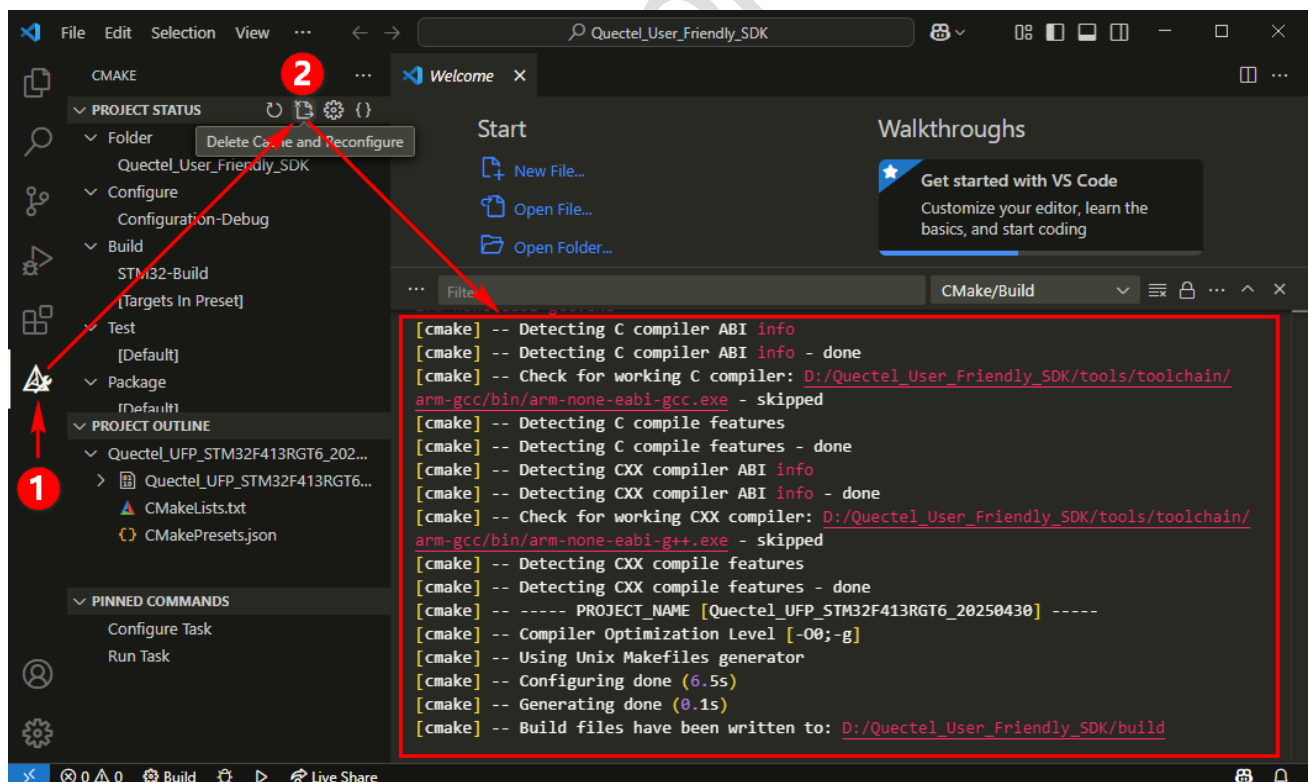 File Edit Selection View ··· Quectel_User_Friendly_SDK
CMAKE
2
Welcome
PROJECT STATUS
Delete Cache and Reconfigure
Folder
Quectel_User_Friendly_SDK
Configure
Configuration-Debug
Build
STM32-Build
[Targets In Preset]
Test
[Default]
Package
[Default]
PROJECT OUTLINE
Quectel_UFP_STM32F413RGT6_202...
Quectel_UFP_STM32F413RGT6...
CMakeLists.txt
CMakePresets.json
1
PINNED COMMANDS
Configure Task
Run Task
Start
New File...
Open File...
Open Folder...
Walkthroughs
Get started with VS Code
Customize your editor, learn the
basics, and start coding
Filter
CMake/Build
[cmake] -- Detecting C compiler ABI info
[cmake] -- Detecting C compiler ABI info - done
[cmake] -- Check for working C compiler: D:/Quectel_User_Friendly_SDK/tools/toolchain/
arm-gcc/bin/arm-none-eabi-gcc.exe - skipped
[cmake] -- Detecting C compile features
[cmake] -- Detecting C compile features - done
[cmake] -- Detecting CXX compiler ABI info
[cmake] -- Detecting CXX compiler ABI info - done
[cmake] -- Check for working CXX compiler: D:/Quectel_User_Friendly_SDK/tools/toolchain/
arm-gcc/bin/arm-none-eabi-g++.exe - skipped
[cmake] -- Detecting CXX compile features
[cmake] -- Detecting CXX compile features - done
[cmake] -- ----- PROJECT_NAME [Quectel_UFP_STM32F413RGT6_20250430] -----
[cmake] -- Compiler Optimization Level [-O0;-g]
[cmake] -- Using Unix Makefiles generator
[cmake] -- Configuring done (6.5s)
[cmake] -- Generating done (0.1s)
[cmake] -- Build files have been written to: D:/Quectel_User_Friendly_SDK/build
0 0 Build Live Share